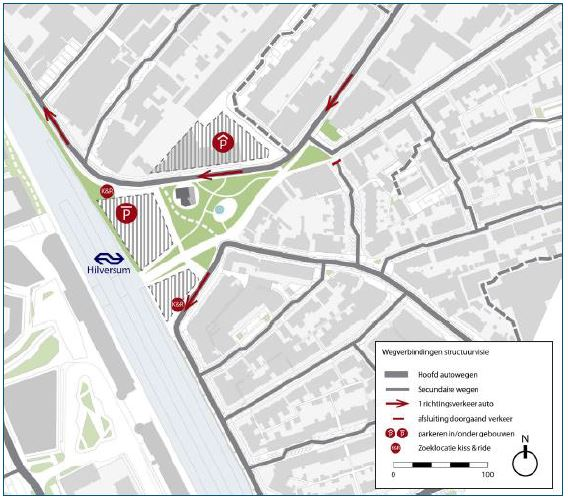 P
K&R
P
Hilversum
K&R
Wegverbindingen structuurvisie
Hoofd autowegen
Secundaire wegen
1 richtingsverkeer auto
afsluiting doorgaand verkeer
P P parkeren in/onder gebouwen
K&R Zoeklocatie kiss & ride
N
0 100